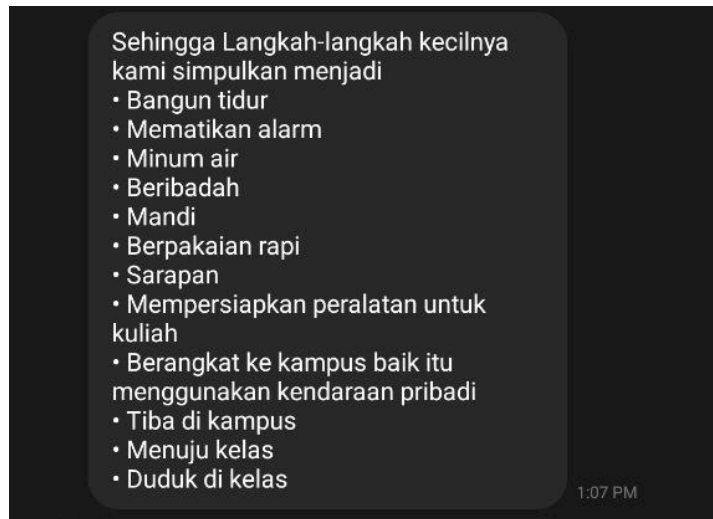 Sehingga Langkah-langkah kecilnya
kami simpulkan menjadi
• Bangun tidur
• Mematikan alarm
• Minum air
• Beribadah
• Mandi
• Berpakaian rapi
• Sarapan
• Mempersiapkan peralatan untuk
kuliah
• Berangkat ke kampus baik itu
menggunakan kendaraan pribadi
• Tiba di kampus
• Menuju kelas
• Duduk di kelas
1:07 PM